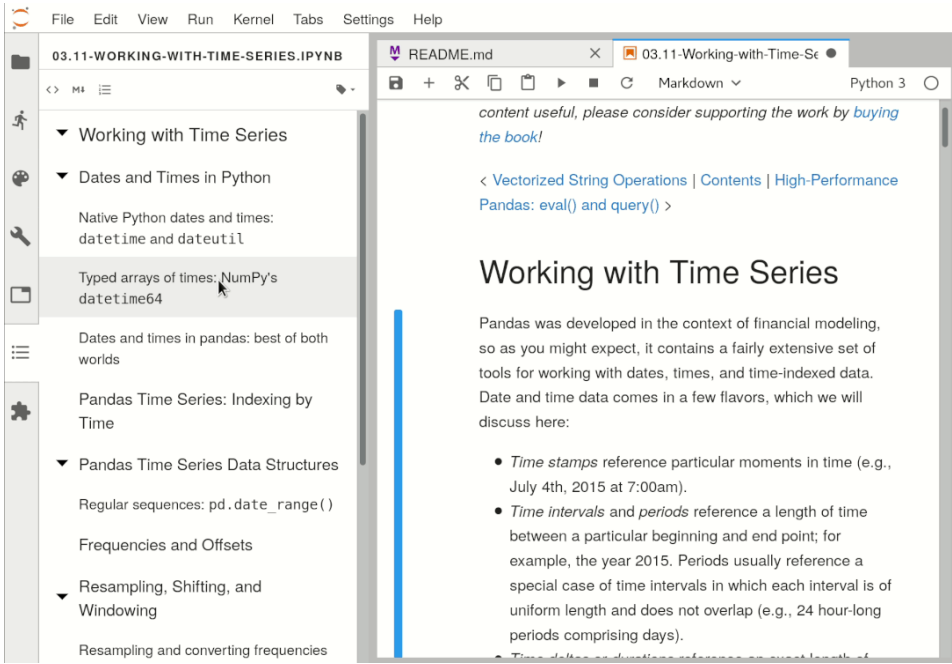 File Edit View Run Kernel Tabs Settings Help
03.11-WORKING-WITH-TIME-SERIES.IPYNB
Working with Time Series
Dates and Times in Python
Native Python dates and times:
datetime and dateutil
Typed arrays of times: NumPy's
datetime64
Dates and times in pandas: best of both
worlds
Pandas Time Series: Indexing by
Time
Pandas Time Series Data Structures
Regular sequences: pd.date_range()
Frequencies and Offsets
Resampling, Shifting, and
Windowing
Resampling and converting frequencies
README.md
03.11-Working-with-Time-Se
Markdown
Python 3
content useful, please consider supporting the work by buying
the book!
< Vectorized String Operations | Contents | High-Performance
Pandas: eval() and query() >
Working with Time Series
Pandas was developed in the context of financial modeling,
so as you might expect, it contains a fairly extensive set of
tools for working with dates, times, and time-indexed data.
Date and time data comes in a few flavors, which we will
discuss here:
• Time stamps reference particular moments in time (e.g.,
July 4th, 2015 at 7:00am).
• Time intervals and periods reference a length of time
between a particular beginning and end point; for
example, the year 2015. Periods usually reference a
special case of time intervals in which each interval is of
uniform length and does not overlap (e.g., 24 hour-long
periods comprising days).
• Time deltas or durations reference an exact length of